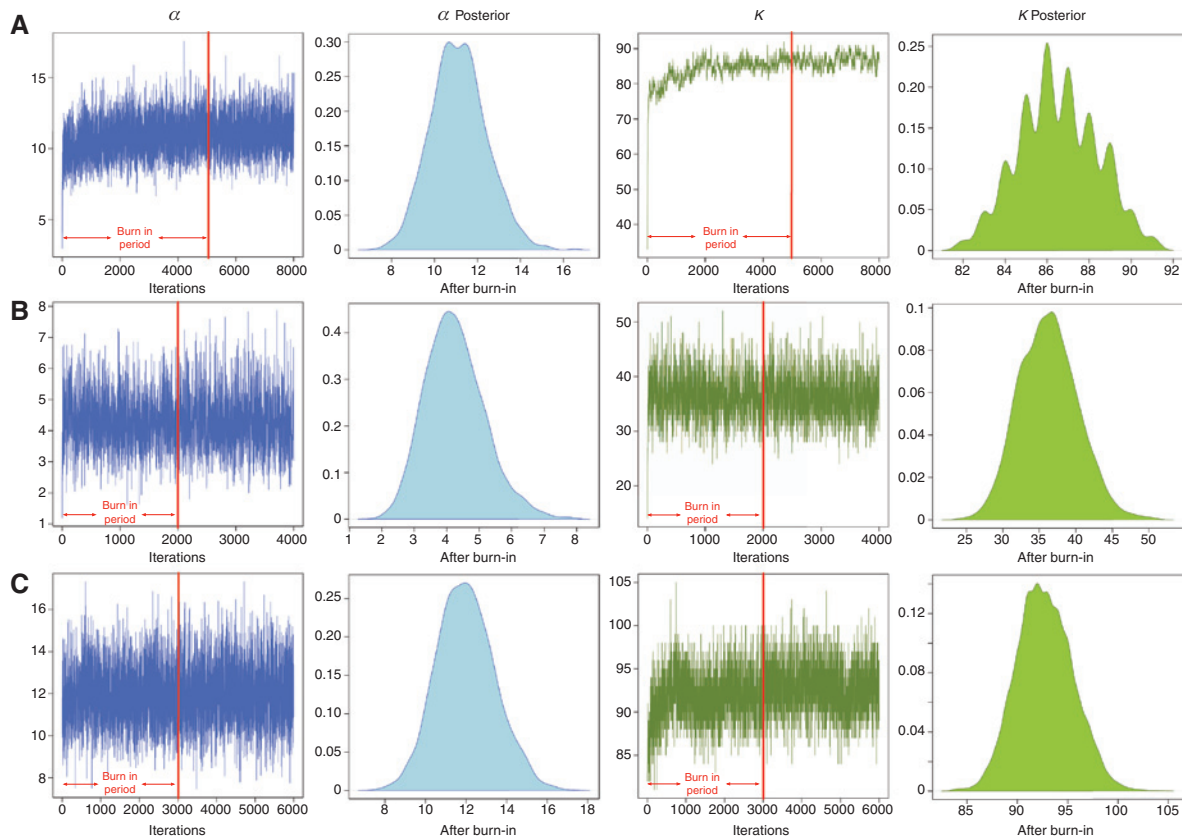 α
α Posterior
K
K Posterior
A
15
10
5
Burn in
period
0 2000 4000 6000 8000
Iterations
0.30
0.25
0.20
0.15
0.10
0.05
0
8 10 12 14 16
After burn-in
90
80
70
60
50
40
Burn in
period
0 2000 4000 6000 8000
Iterations
0.25
0.20
0.15
0.10
0.05
0
82 84 86 88 90 92
After burn-in
B
8
7
6
5
4
3
2
1
Burn in
period
0 1000 2000 3000 4000
Iterations
0.4
0.3
0.2
0.1
0
1 2 3 4 5 6 7 8
After burn-in
50
40
30
20
Burn in
period
0 1000 2000 3000 4000
Iterations
0.1
0.08
0.06
0.04
0.02
0
25 30 35 40 45 50
After burn-in
C
16
14
12
10
8
Burn in
period
0 1000 2000 3000 4000 5000 6000
Iterations
0.25
0.20
0.15
0.10
0.05
0
8 10 12 14 16 18
After burn-in
105
100
95
90
85
Burn in
period
0 1000 2000 3000 4000 5000 6000
Iterations
0.12
0.08
0.04
0
85 90 95 100 105
After burn-in